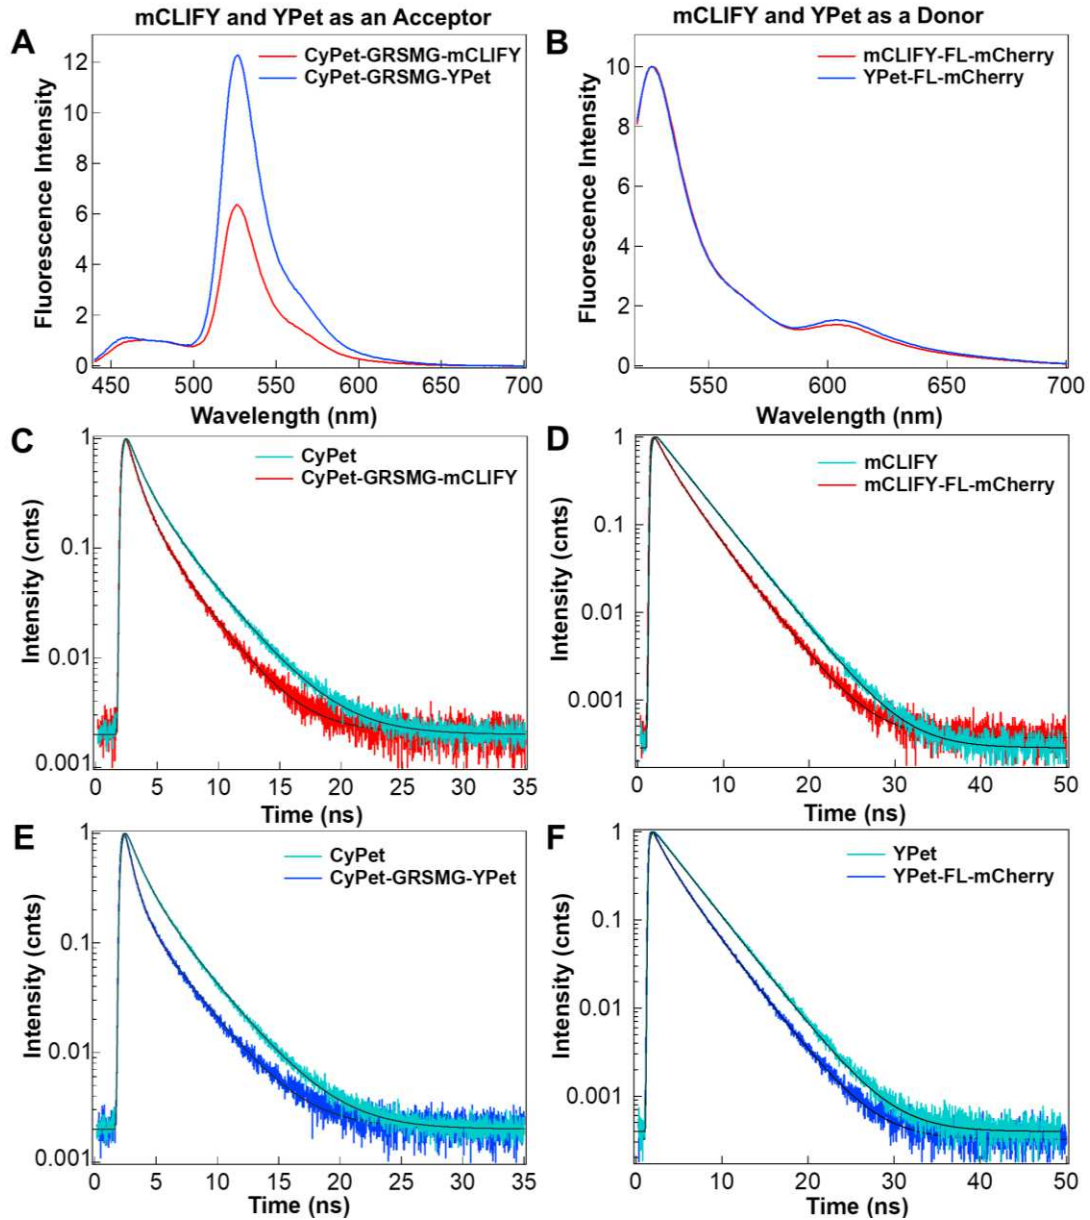 mCLIFY and YPet as an Acceptor
A
CyPet-GRSMG-mCLIFY
CyPet-GRSMG-YPet
Fluorescence Intensity
12
10
8
6
4
2
0
450
500
550
600
650
700
Wavelength (nm)
mCLIFY and YPet as a Donor
B
mCLIFY-FL-mCherry
YPet-FL-mCherry
Fluorescence Intensity
10
8
6
4
2
0
550
600
650
700
Wavelength (nm)
C
CyPet
CyPet-GRSMG-mCLIFY
Intensity (cnts)
1
0.1
0.01
0.001
0
5
10
15
20
25
30
35
Time (ns)
D
mCLIFY
mCLIFY-FL-mCherry
Intensity (cnts)
1
0.1
0.01
0.001
0
10
20
30
40
50
Time (ns)
E
CyPet
CyPet-GRSMG-YPet
Intensity (cnts)
1
0.1
0.01
0.001
0
5
10
15
20
25
30
35
Time (ns)
F
YPet
YPet-FL-mCherry
Intensity (cnts)
1
0.1
0.01
0.001
0
10
20
30
40
50
Time (ns)